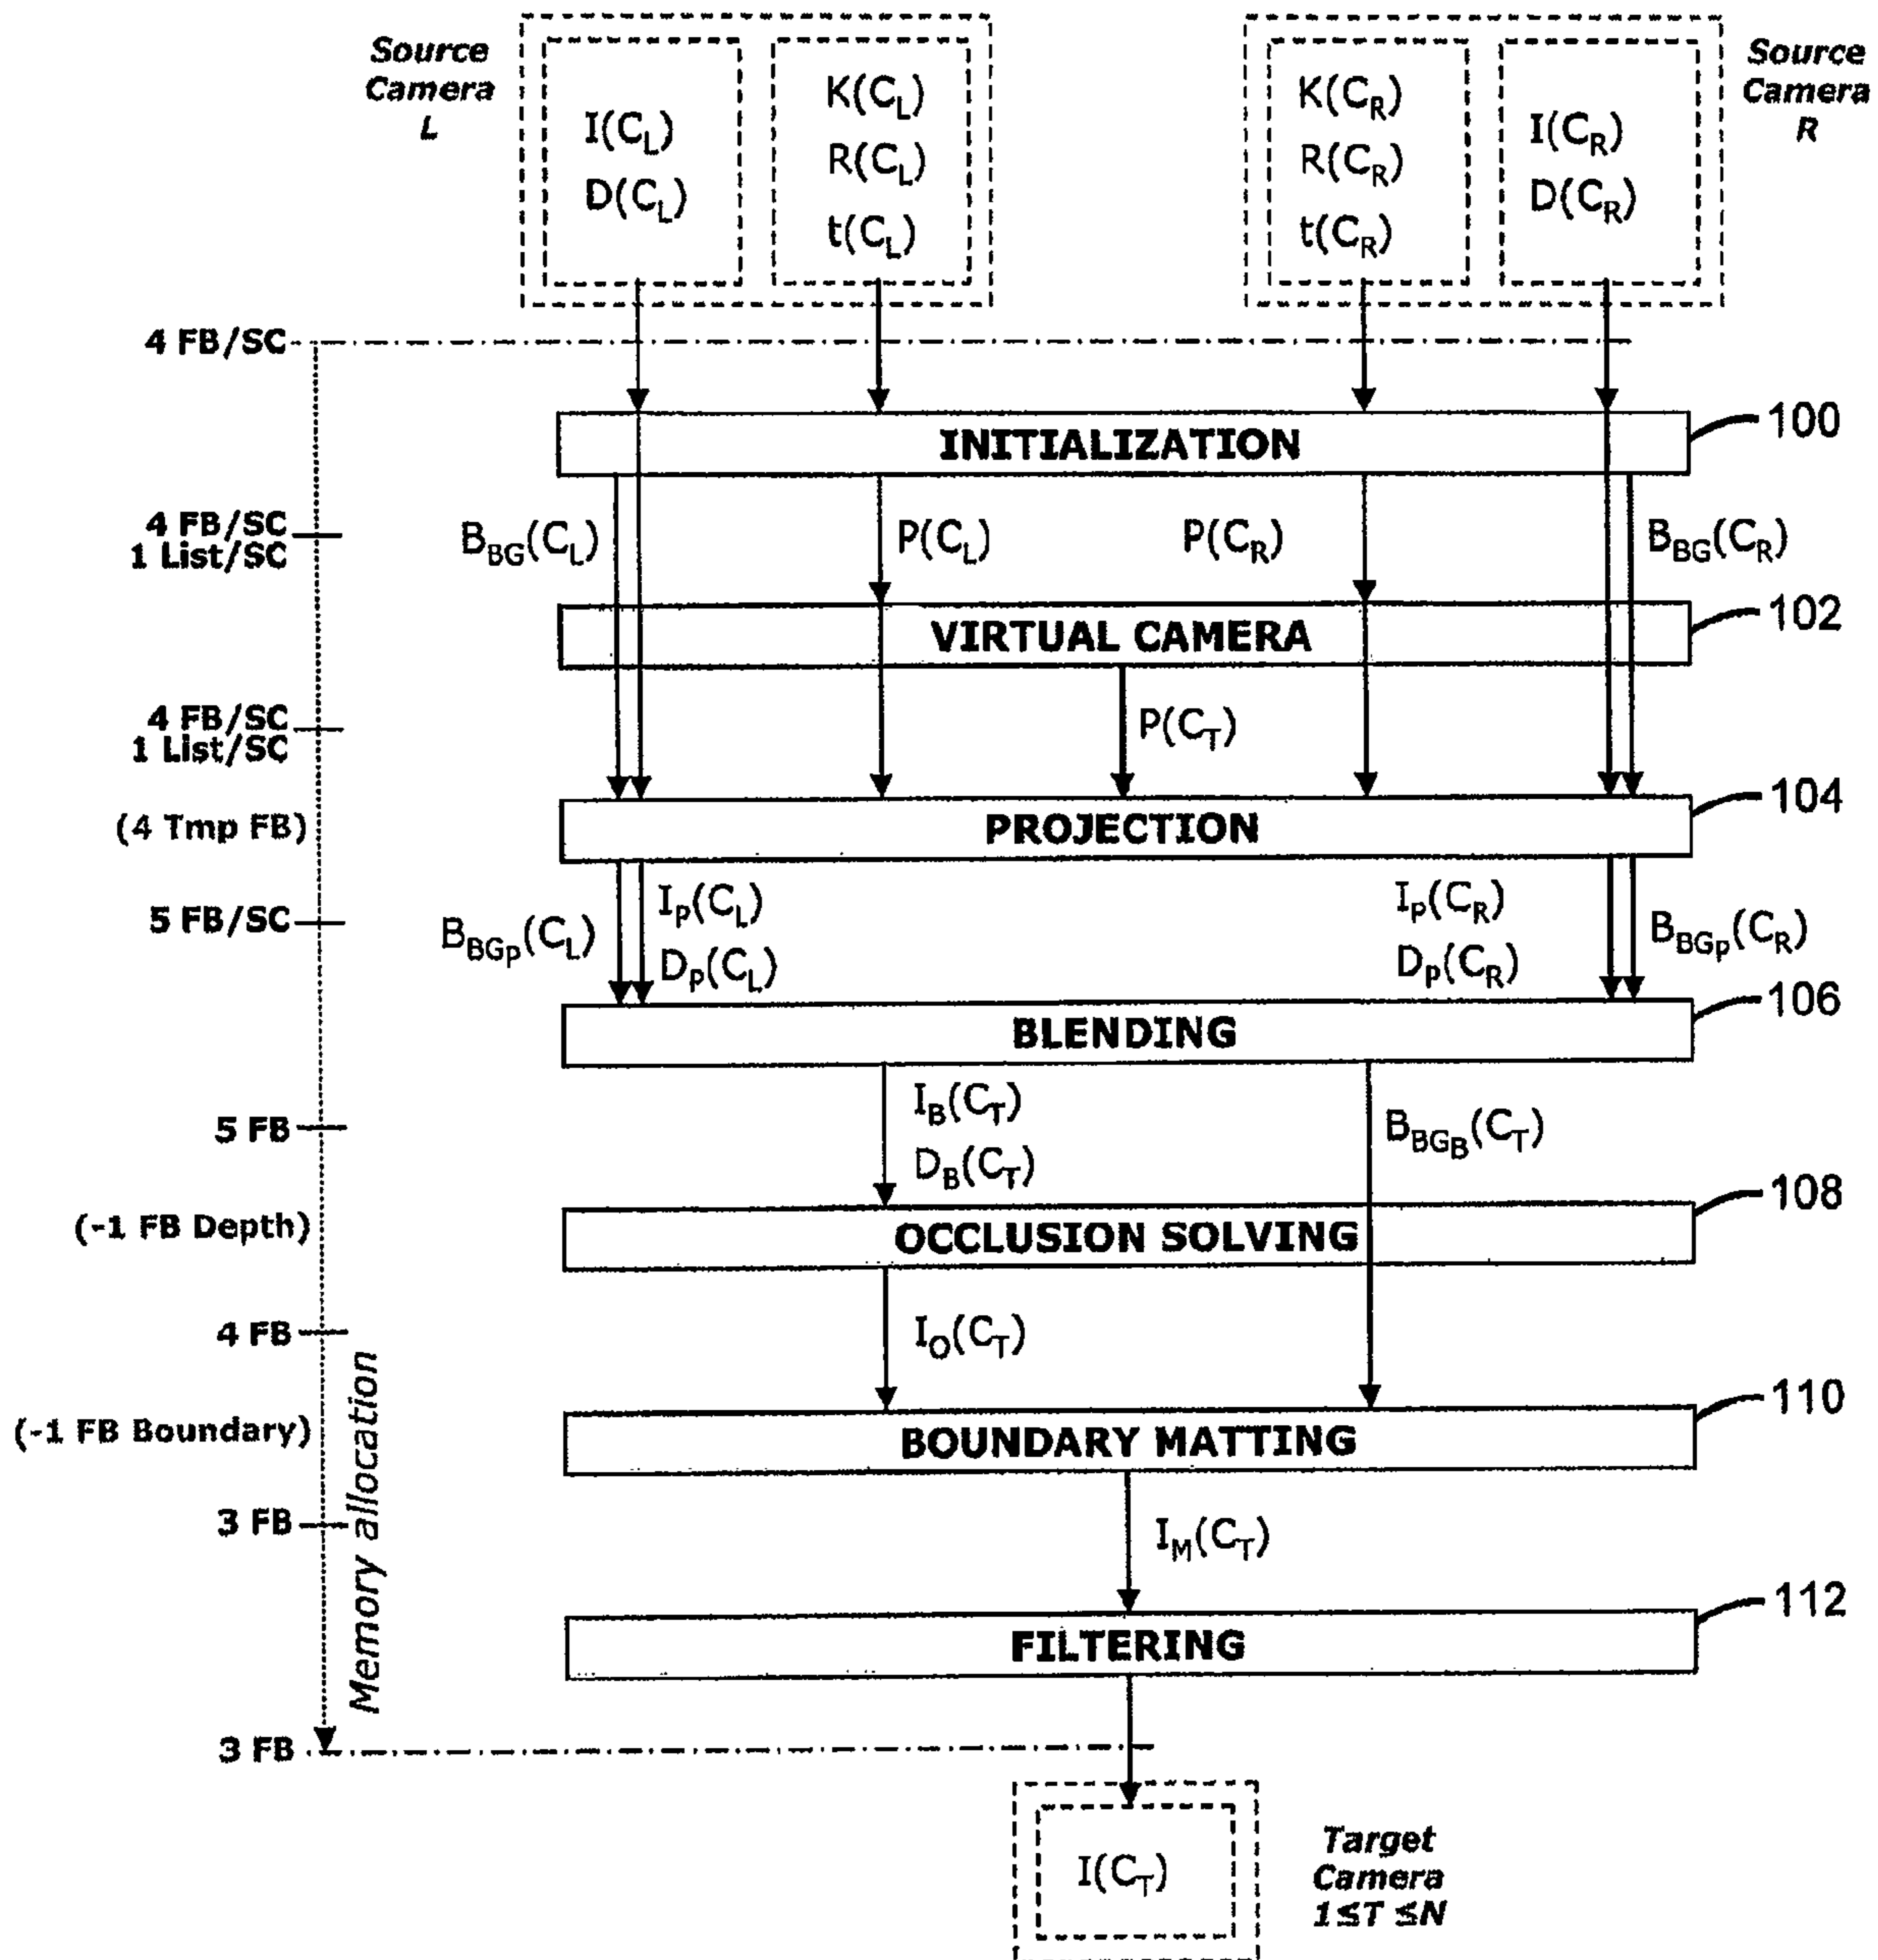 Source
Camera
L
I(C_L)
D(C_L)
K(C_L)
R(C_L)
t(C_L)
K(C_R)
R(C_R)
t(C_R)
I(C_R)
D(C_R)
Source
Camera
R
4 FB/SC
INITIALIZATION
100
4 FB/SC
1 List/SC
B_BG(C_L)
P(C_L)
P(C_R)
B_BG(C_R)
VIRTUAL CAMERA
102
4 FB/SC
1 List/SC
P(C_T)
(4 Tmp FB)
PROJECTION
104
5 FB/SC
B_BGp(C_L)
I_p(C_L)
D_p(C_L)
I_p(C_R)
D_p(C_R)
B_BGp(C_R)
BLENDING
106
5 FB
I_B(C_T)
D_B(C_T)
B_BG_B(C_T)
(-1 FB Depth)
OCCLUSION SOLVING
108
4 FB
I_O(C_T)
(-1 FB Boundary)
BOUNDARY MATTING
110
3 FB
Memory allocation
I_M(C_T)
FILTERING
112
3 FB
I(C_T)
Target
Camera
1≤T ≤N